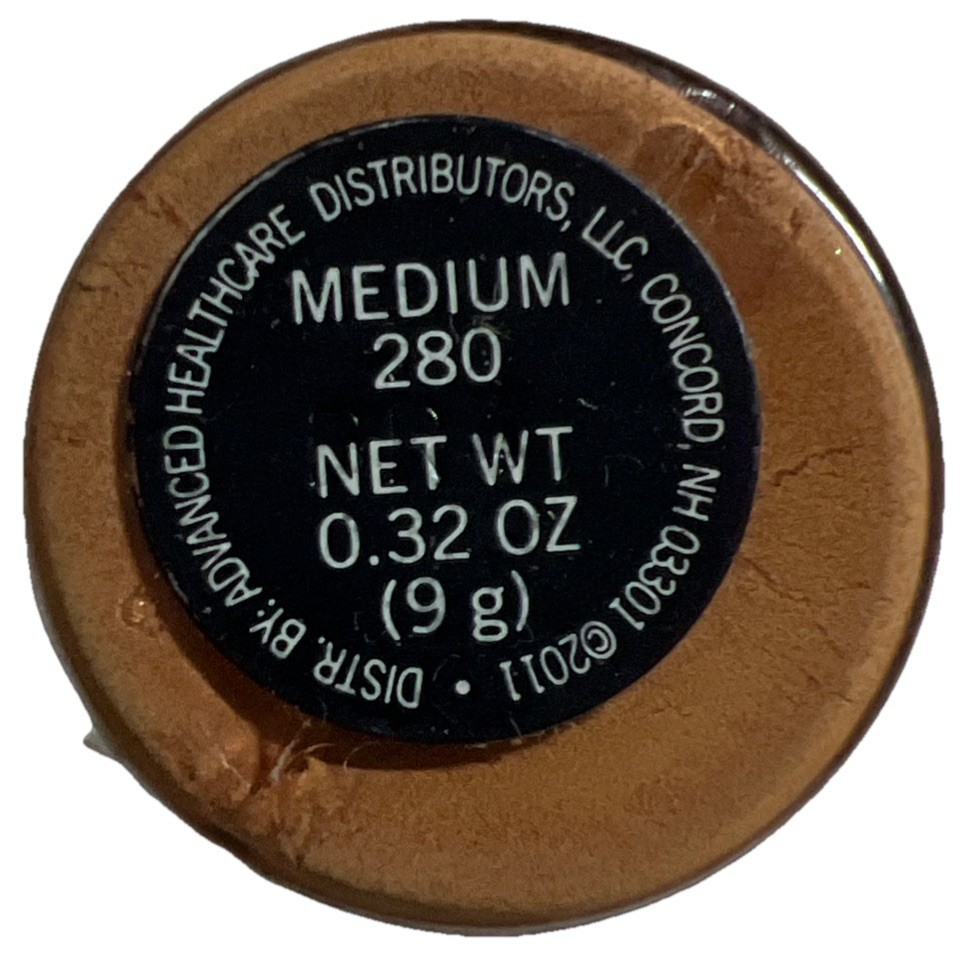 MEDIUM
280
NET WT
0.32 OZ
(9 g)
DISTR. BY: ADVANCED HEALTHCARE DISTRIBUTORS, LLC, CONCORD, NH 03301 ©2011 •